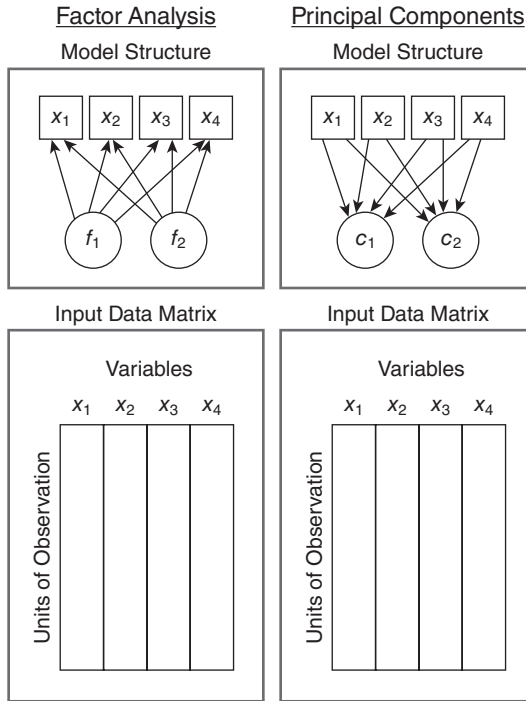 Factor Analysis
Principal Components
Model Structure
Model Structure
x1 x2 x3 x4
x1 x2 x3 x4
f1 f2
c1 c2
Input Data Matrix
Input Data Matrix
Variables
Variables
x1 x2 x3 x4
x1 x2 x3 x4
Units of Observation
Units of Observation